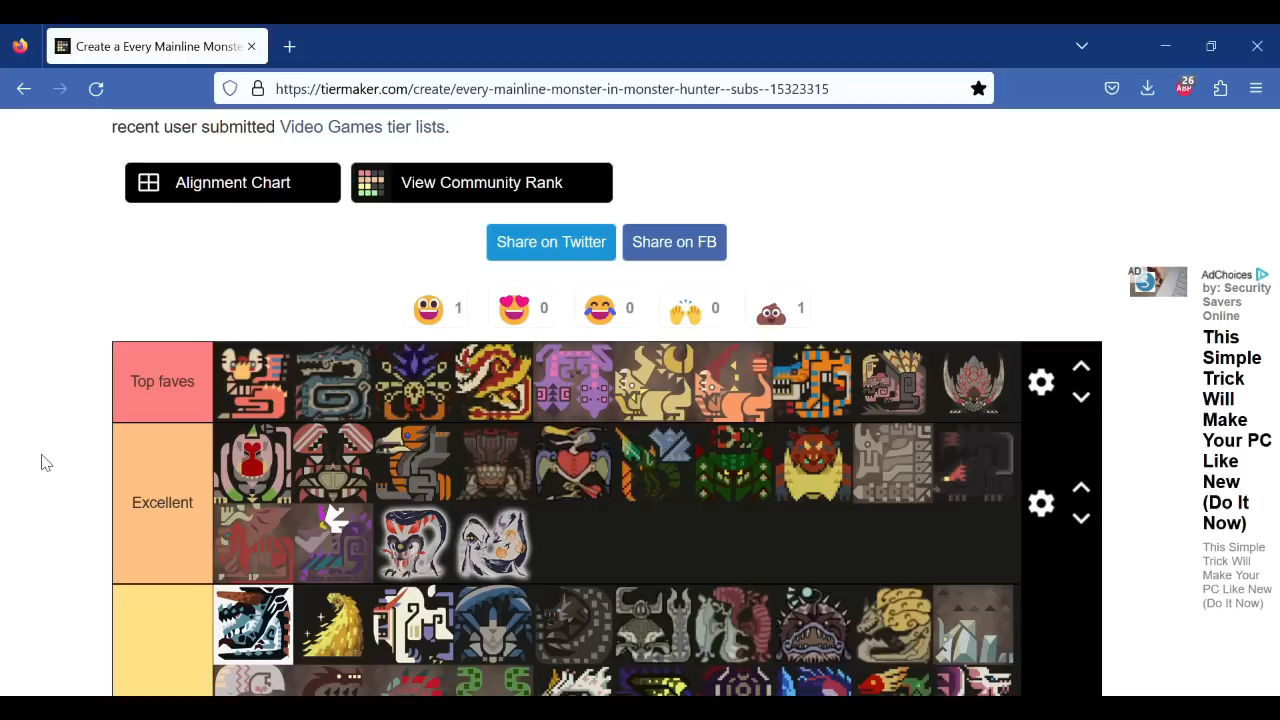 Create a Every Mainline Monste
https://tiermaker.com/create/every-mainline-monster-in-monster-hunter--subs--15323315
26
ABP
recent user submitted Video Games tier lists.
Alignment Chart
View Community Rank
Share on Twitter
Share on FB
1
0
0
0
1
Top faves
Excellent
AD
AdChoices
by: Security
Savers
Online
This
Simple
Trick
Will
Make
Your PC
Like
New
(Do It
Now)
This Simple
Trick Will
Make Your
PC Like New
(Do It Now)